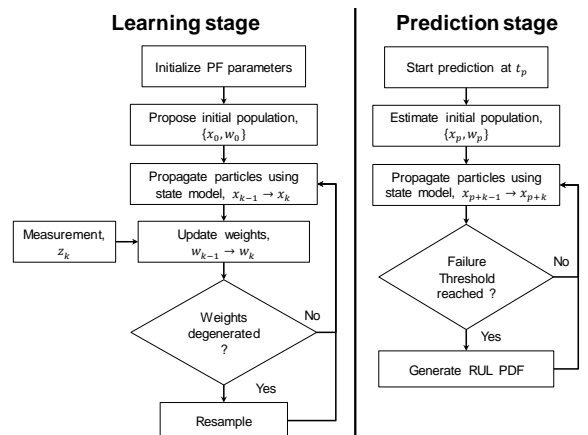 Learning stage
Initialize PF parameters
Propose initial population,
{x₀, w₀}
Propagate particles using
state model, xₖ₋₁ → xₖ
Measurement,
zₖ
Update weights,
wₖ₋₁ → wₖ
Weights
degenerated
?
No
Yes
Resample
Prediction stage
Start prediction at tₚ
Estimate initial population,
{xₚ, wₚ}
Propagate particles using
state model, xₚ₊ₖ₋₁ → xₚ₊ₖ
Failure
Threshold
reached ?
No
Yes
Generate RUL PDF